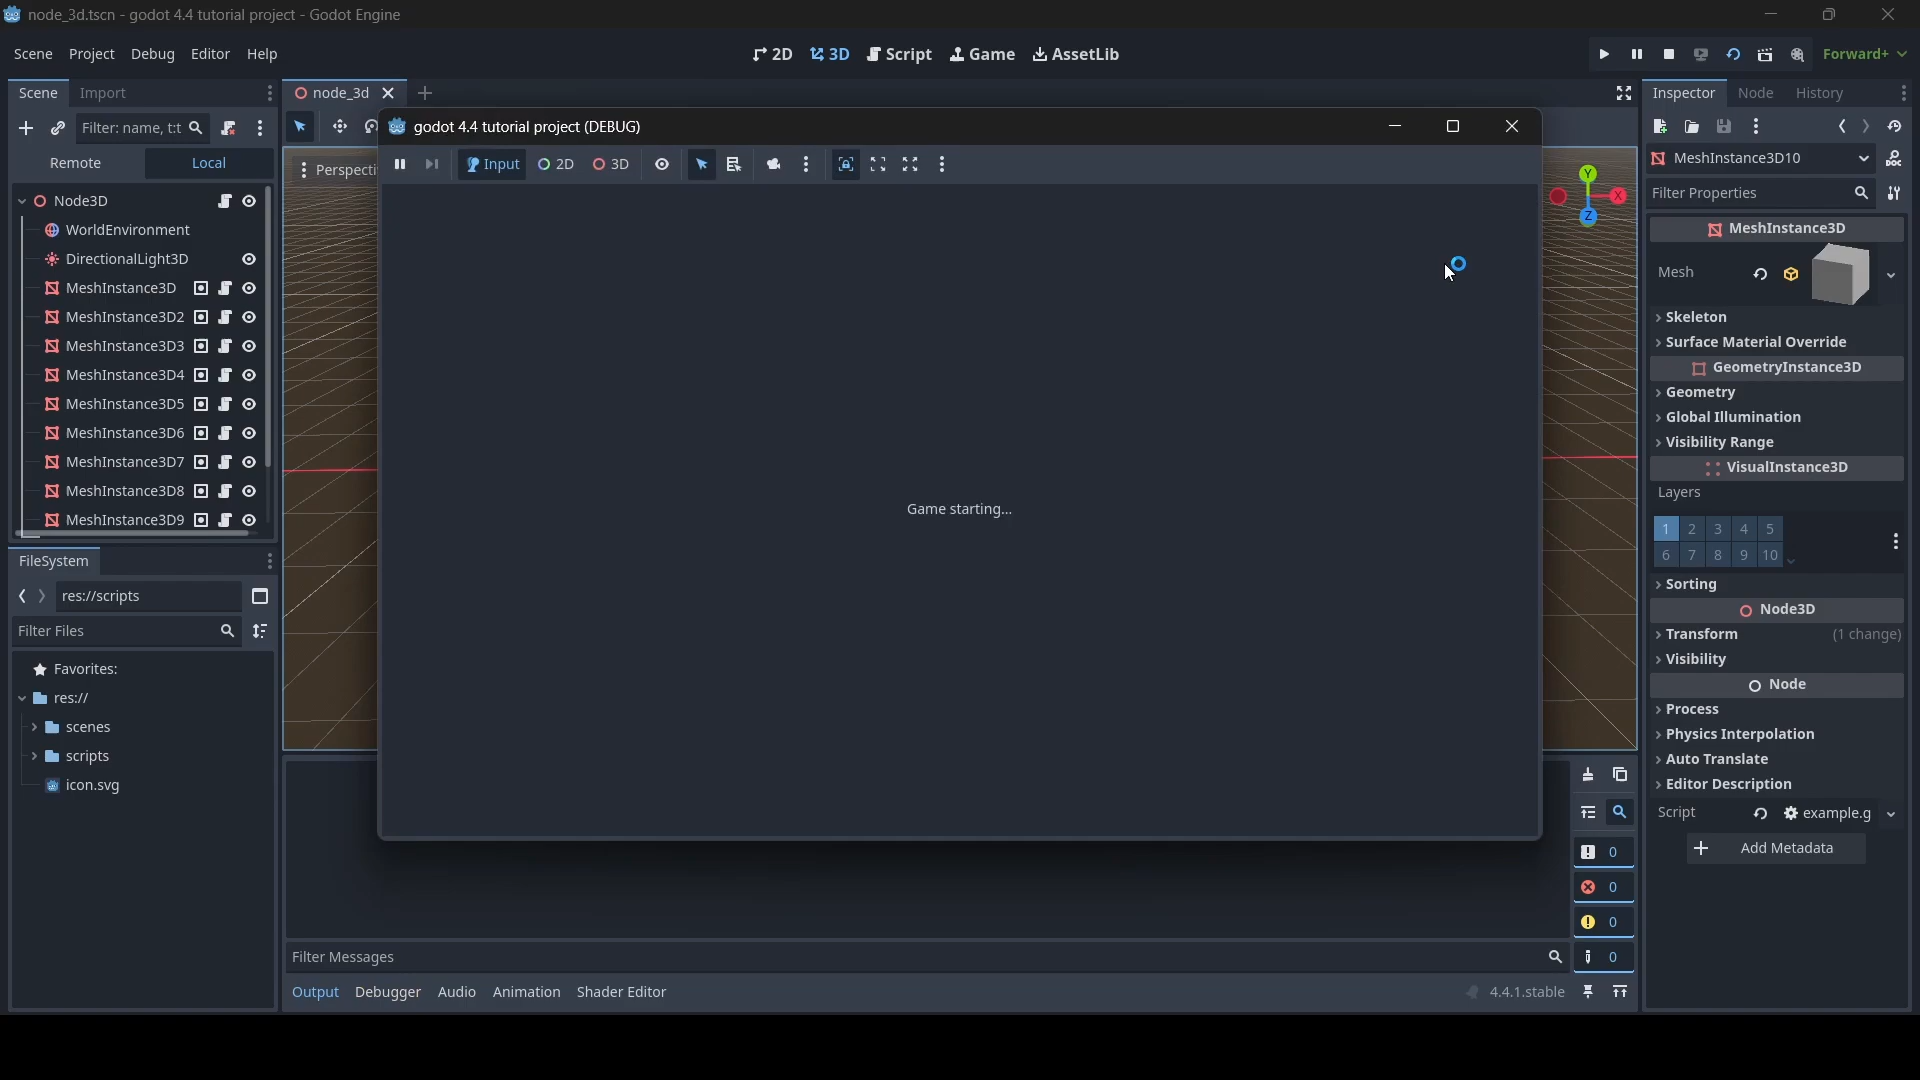 node_3d.tscn - godot 4.4 tutorial project - Godot Engine
Scene Project Debug Editor Help
2D 3D Script Game AssetLib
Forward+
Scene Import
node_3d
Inspector Node History
Filter: name, t:t
godot 4.4 tutorial project (DEBUG)
Remote Local
Perspecti
Input 2D 3D
MeshInstance3D10
Filter Properties
Y
X
Z
Node3D
WorldEnvironment
DirectionalLight3D
MeshInstance3D
MeshInstance3D2
MeshInstance3D3
MeshInstance3D4
MeshInstance3D5
MeshInstance3D6
MeshInstance3D7
MeshInstance3D8
MeshInstance3D9
Game starting...
MeshInstance3D
Mesh
Skeleton
Surface Material Override
GeometryInstance3D
Geometry
Global Illumination
Visibility Range
VisualInstance3D
Layers
1 2 3 4 5
6 7 8 9 10
Sorting
Node3D
Transform (1 change)
Visibility
Node
Process
Physics Interpolation
Auto Translate
Editor Description
Script example.g
Add Metadata
FileSystem
res://scripts
Filter Files
Favorites:
res://
scenes
scripts
icon.svg
0
0
0
0
Filter Messages
Output Debugger Audio Animation Shader Editor
4.4.1.stable